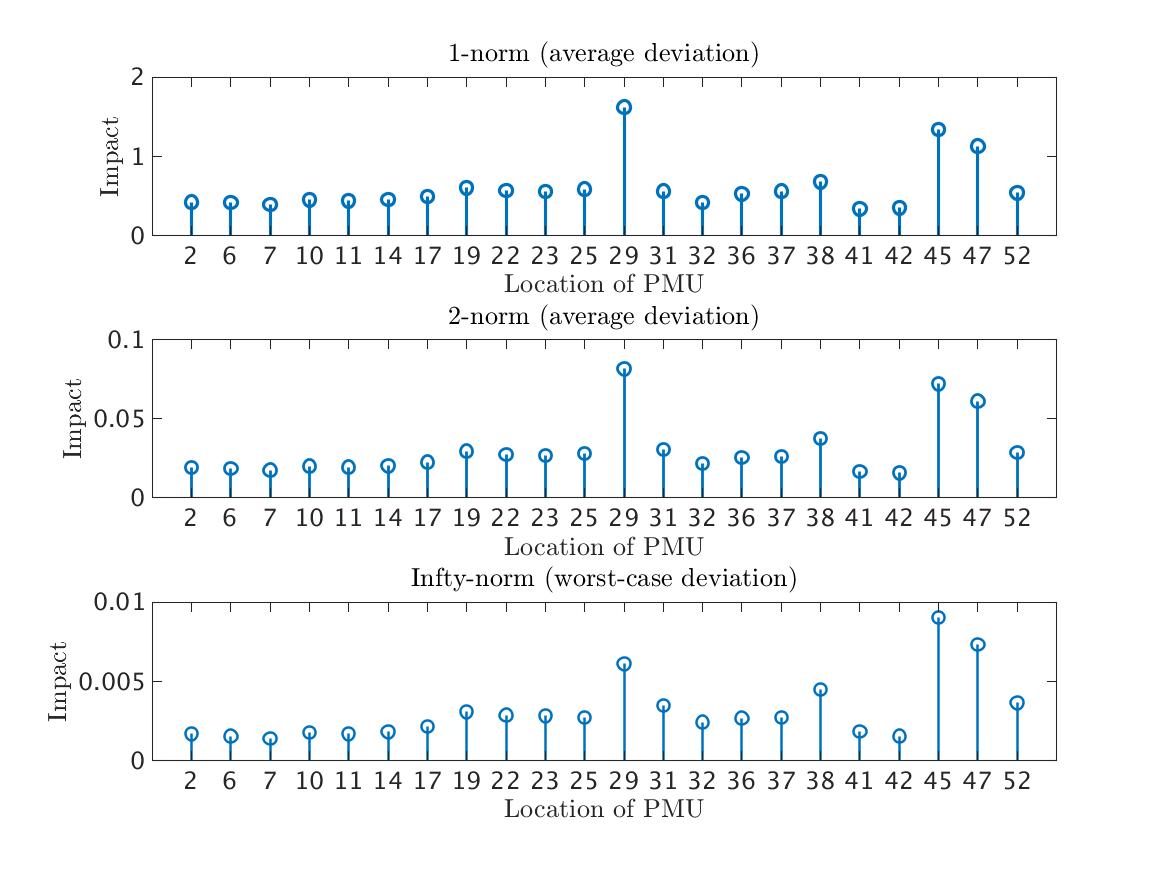 1-norm (average deviation)
2
1
0
Impact
2 6 7 10 11 14 17 19 22 23 25 29 31 32 36 37 38 41 42 45 47 52
Location of PMU
2-norm (average deviation)
0.1
0.05
0
Impact
2 6 7 10 11 14 17 19 22 23 25 29 31 32 36 37 38 41 42 45 47 52
Location of PMU
Infty-norm (worst-case deviation)
0.01
0.005
0
Impact
2 6 7 10 11 14 17 19 22 23 25 29 31 32 36 37 38 41 42 45 47 52
Location of PMU